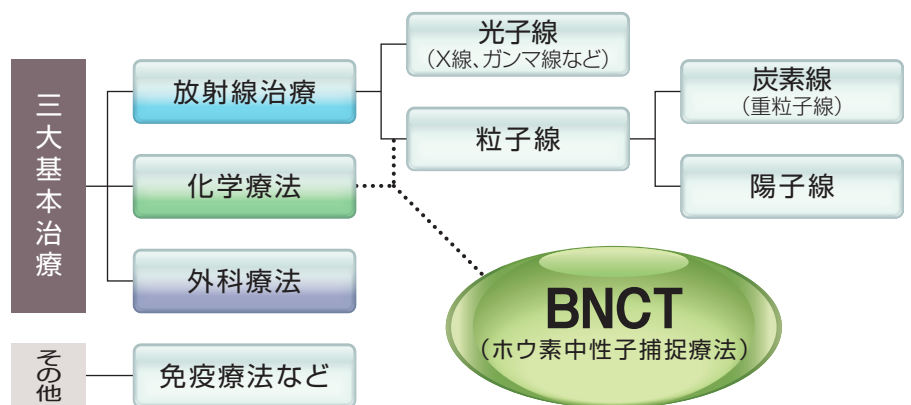 三大基本治療
放射線治療
光子線
（X線、ガンマ線など）
粒子線
炭素線
（重粒子線）
陽子線
化学療法
外科療法
BNCT
（ホウ素中性子捕捉療法）
その他
免疫療法など